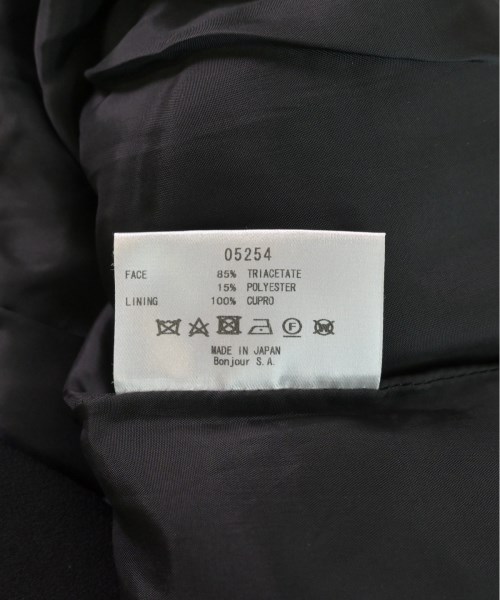 05254
FACE 85% TRIACETATE
15% POLYESTER
LINING 100% CUPRO
MADE IN JAPAN
Bonjour S.A.